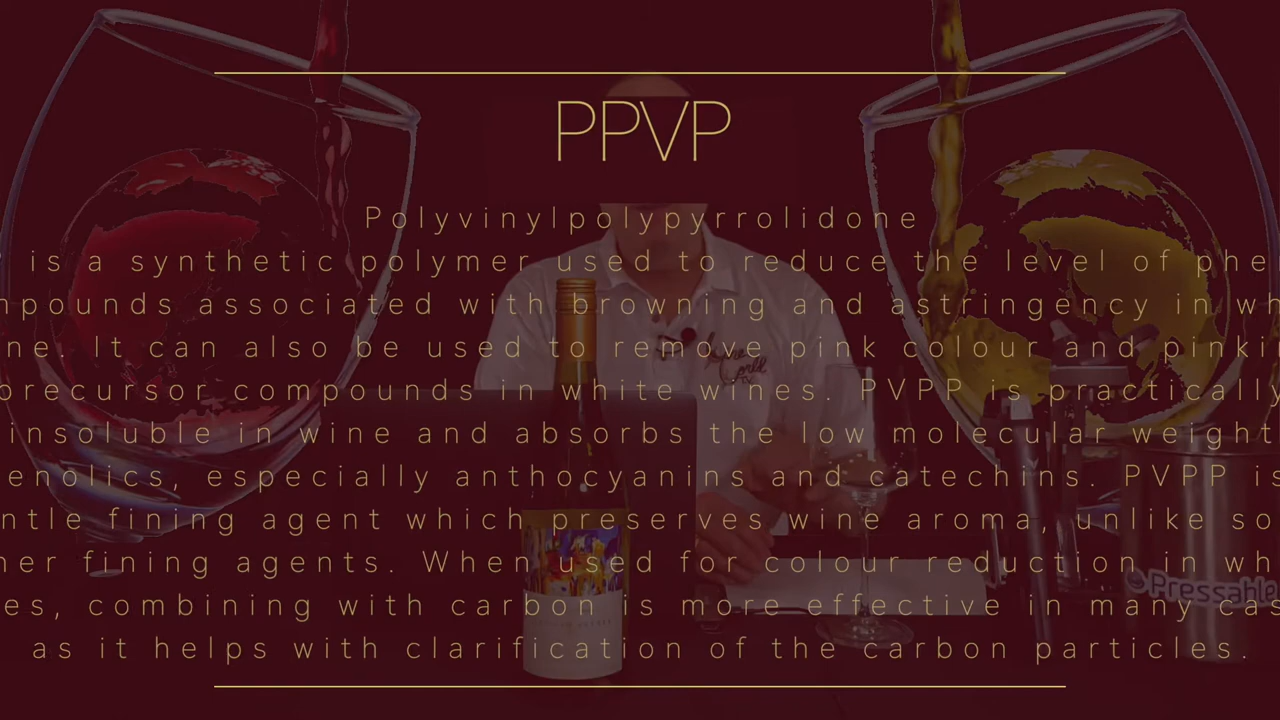 PPVP
Polyvinylpolypyrrolidone
is a synthetic polymer used to reduce the level of phe
mpounds associated with browning and astringency in wh
ne. It can also be used to remove pink colour and pinki
precursor compounds in white wines. PVPP is practically
insoluble in wine and absorbs the low molecular weight
enolics, especially anthocyanins and catechins. PVPP is
ntle fining agent which preserves wine aroma, unlike so
her fining agents. When used for colour reduction in wh
es, combining with carbon is more effective in many cas
as it helps with clarification of the carbon particles.
Pressable